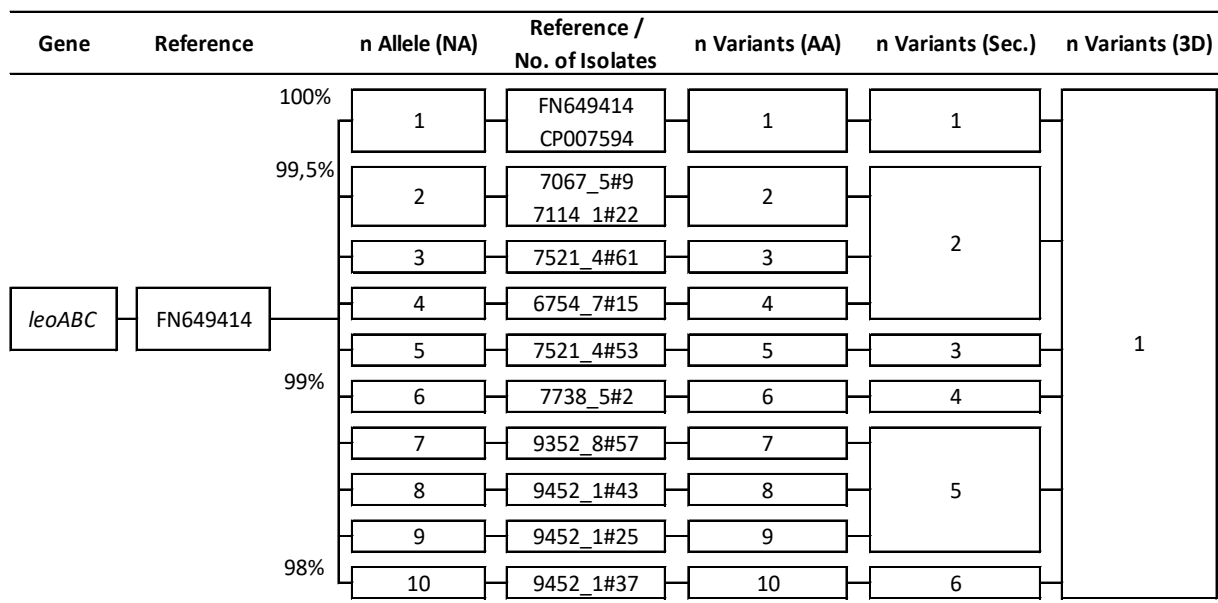 Gene Reference n Allele (NA) Reference / No. of Isolates n Variants (AA) n Variants (Sec.) n Variants (3D)
100%
1 FN649414 CP007594 1 1
99,5%
2 7067_5#9 7114_1#22 2 2
3 7521_4#61 3
leoABC FN649414 4 6754_7#15 4
5 7521_4#53 5 3 1
99%
6 7738_5#2 6 4
7 9352_8#57 7
8 9452_1#43 8 5
9 9452_1#25 9
98%
10 9452_1#37 10 6